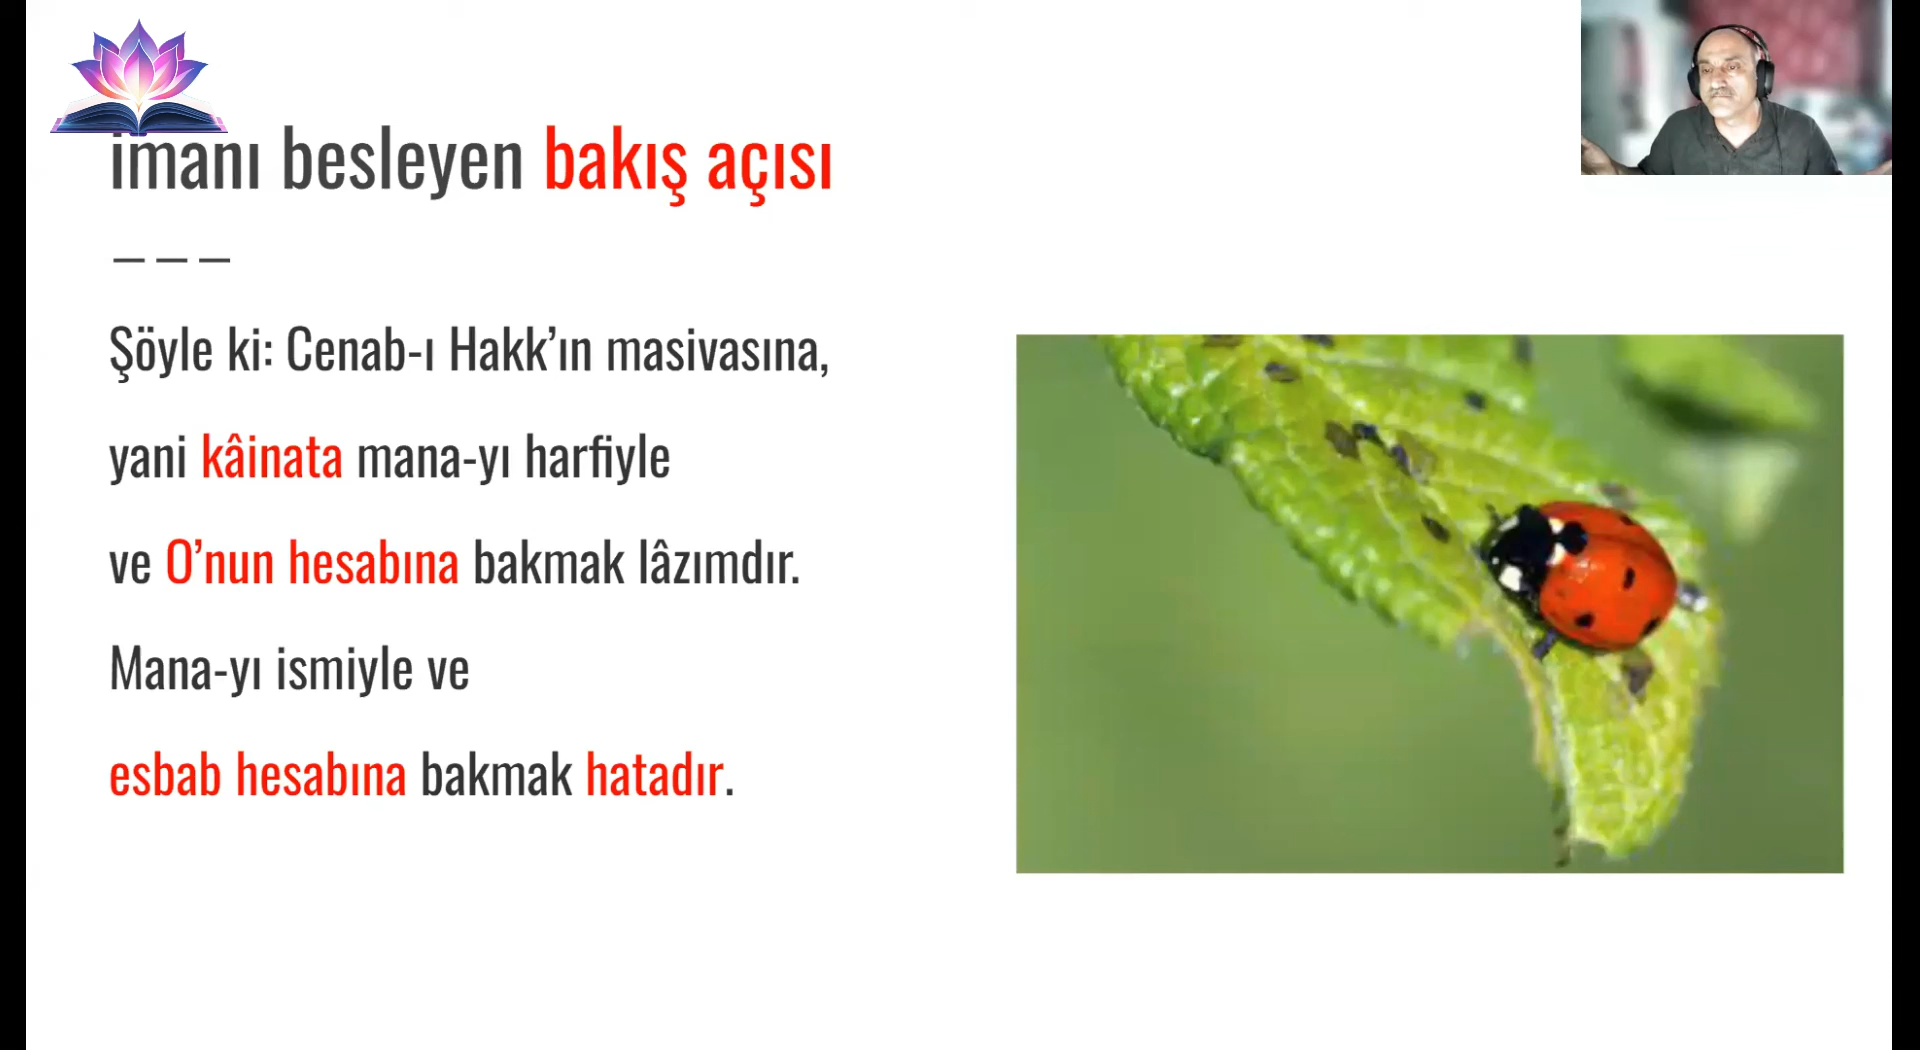 imanı besleyen bakış açısı
Şöyle ki: Cenab-ı Hakk’ın masivasına,
yani kâinata mana-yı harfiyle
ve O’nun hesabına bakmak lâzımdır.
Mana-yı ismiyle ve
esbab hesabına bakmak hatadır.